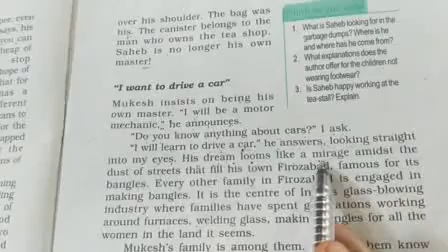 over his shoulder. The bag was
his. The canister belongs to the
man who owns the tea shop.
Saheb is no longer his own
master!
1. What is Saheb looking for in the
garbage dumps? Where is he
and where has he come from?
2. What explanations does the
author offer for the children not
wearing footwear?
3. Is Saheb happy working at the
tea-stall? Explain.
"I want to drive a car"
Mukesh insists on being his
own master. "I will be a motor
mechanic," he announces.
"Do you know anything about cars?" I ask.
"I will learn to drive a car," he answers, looking straight
into my eyes. His dream looms like a mirage amidst the
dust of streets that fill his town Firozabad, famous for its
bangles. Every other family in Firozabad is engaged in
making bangles. It is the centre of glass-blowing
industry where families have spent working
around furnaces, welding glass, for all the
women in the land it seems.
Mukesh's family is among them. know